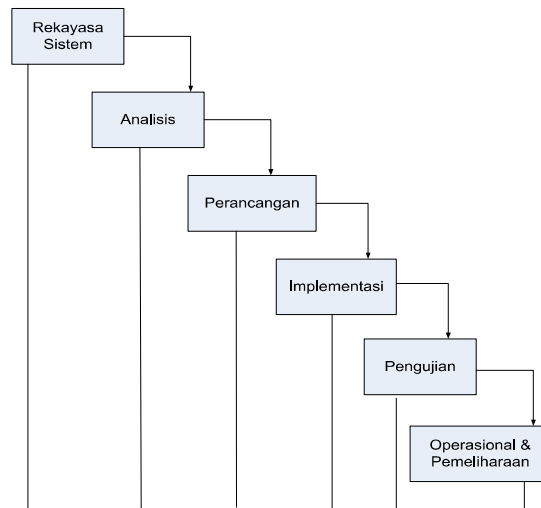 Rekayasa
Sistem
Analisis
Perancangan
Implementasi
Pengujian
Operasional &
Pemeliharaan